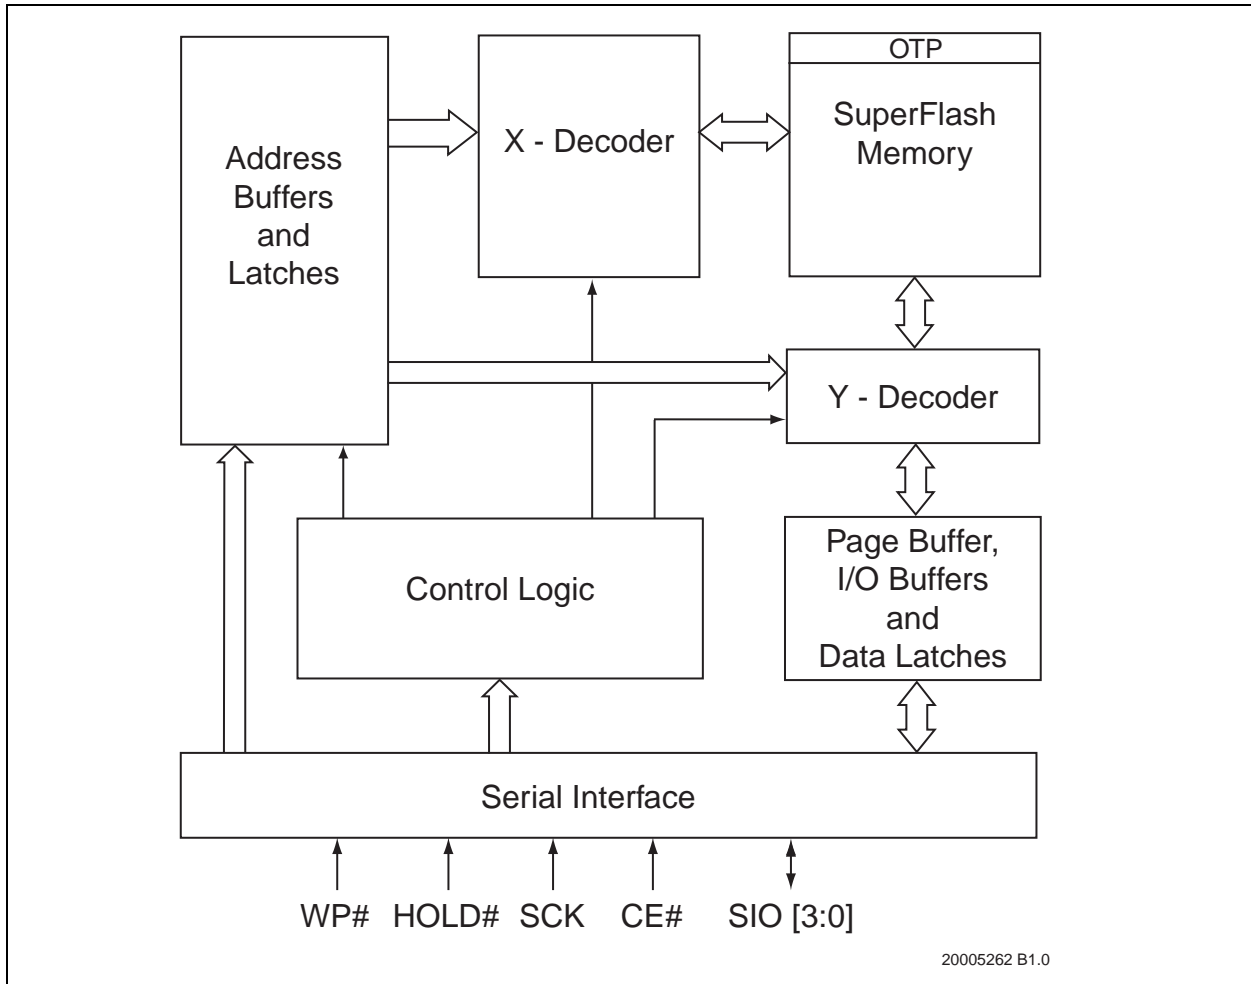 OTP
SuperFlash
Memory
X - Decoder
Address
Buffers
and
Latches
Y - Decoder
Page Buffer,
I/O Buffers
and
Data Latches
Control Logic
Serial Interface
WP# HOLD# SCK CE# SIO [3:0]
20005262 B1.0